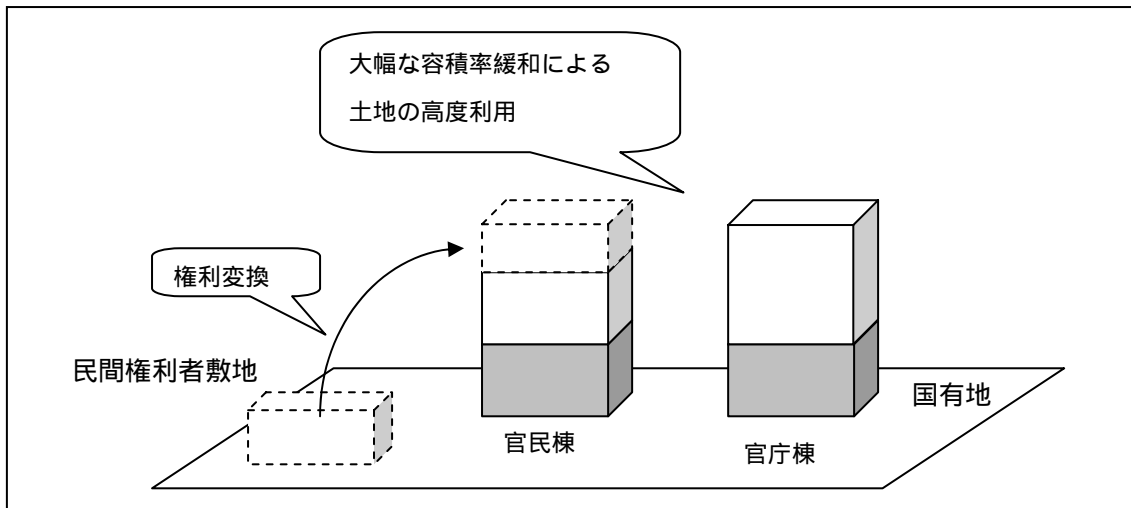 大幅な容積率緩和による
土地の高度利用
権利変換
民間権利者敷地
国有地
官民棟
官庁棟